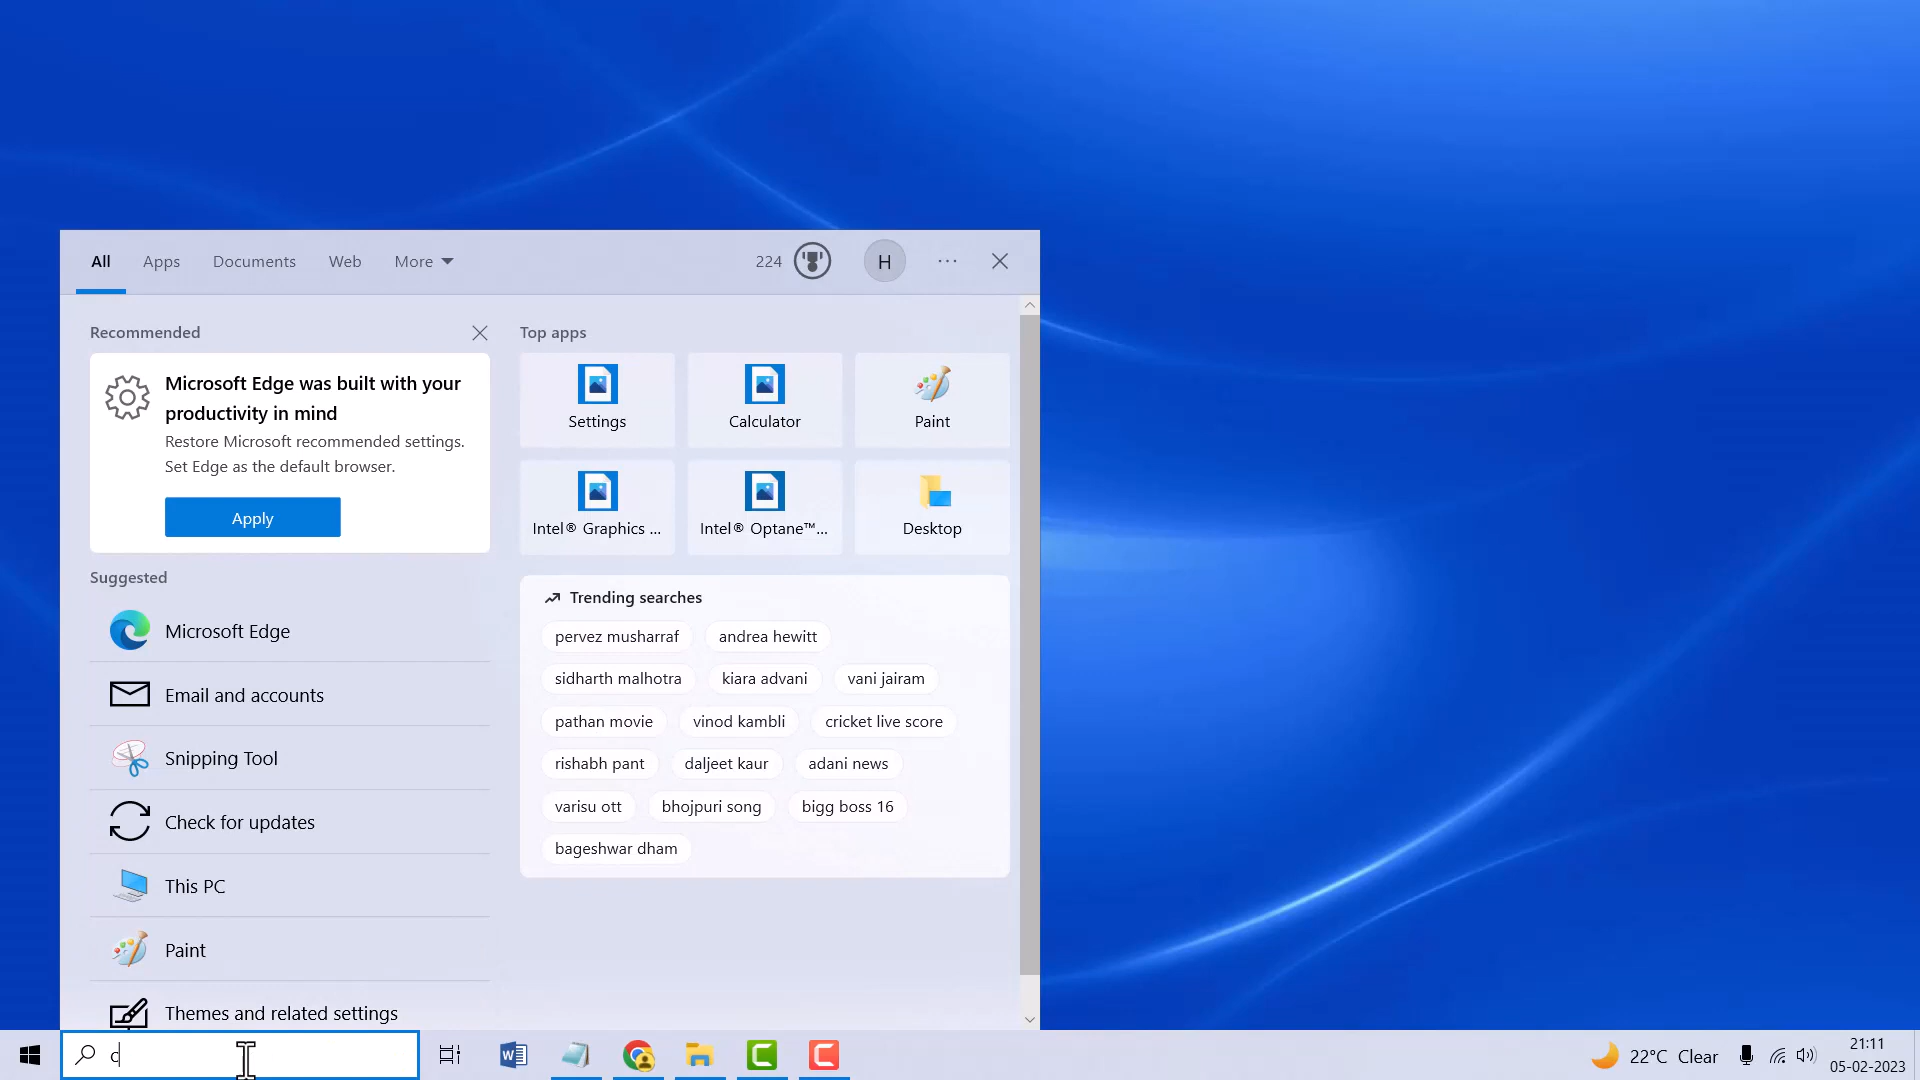 All
Apps
Documents
Web
More
224
H
Recommended
Microsoft Edge was built with your
productivity in mind
Restore Microsoft recommended settings.
Set Edge as the default browser.
Apply
Suggested
Microsoft Edge
Email and accounts
Snipping Tool
Check for updates
This PC
Paint
Themes and related settings
Top apps
Settings
Calculator
Paint
Intel® Graphics ...
Intel® Optane™...
Desktop
Trending searches
pervez musharraf
andrea hewitt
sidharth malhotra
kiara advani
vani jairam
pathan movie
vinod kambli
cricket live score
rishabh pant
daljeet kaur
adani news
varisu ott
bhojpuri song
bigg boss 16
bageshwar dham
c
22°C Clear
21:11
05-02-2023